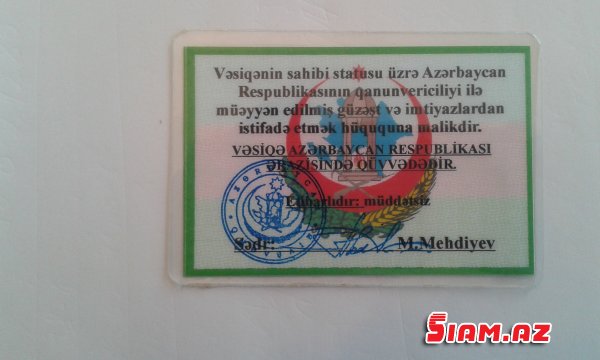 Vəsiqənin sahibi statusu üzrə Azərbaycan
Respublikasının qanunvericiliyi ilə
müəyyən edilmiş güzəşt və imtiyazlardan
istifadə etmək hüququna malikdir.
VƏSİQƏ AZƏRBAYCAN RESPUBLİKASI
ƏRAZİSİNDƏ QÜVVƏDƏDİR.
Etibarlıdır: müddətsiz
Sədr: M.Mehdiyev
SIAM.AZ